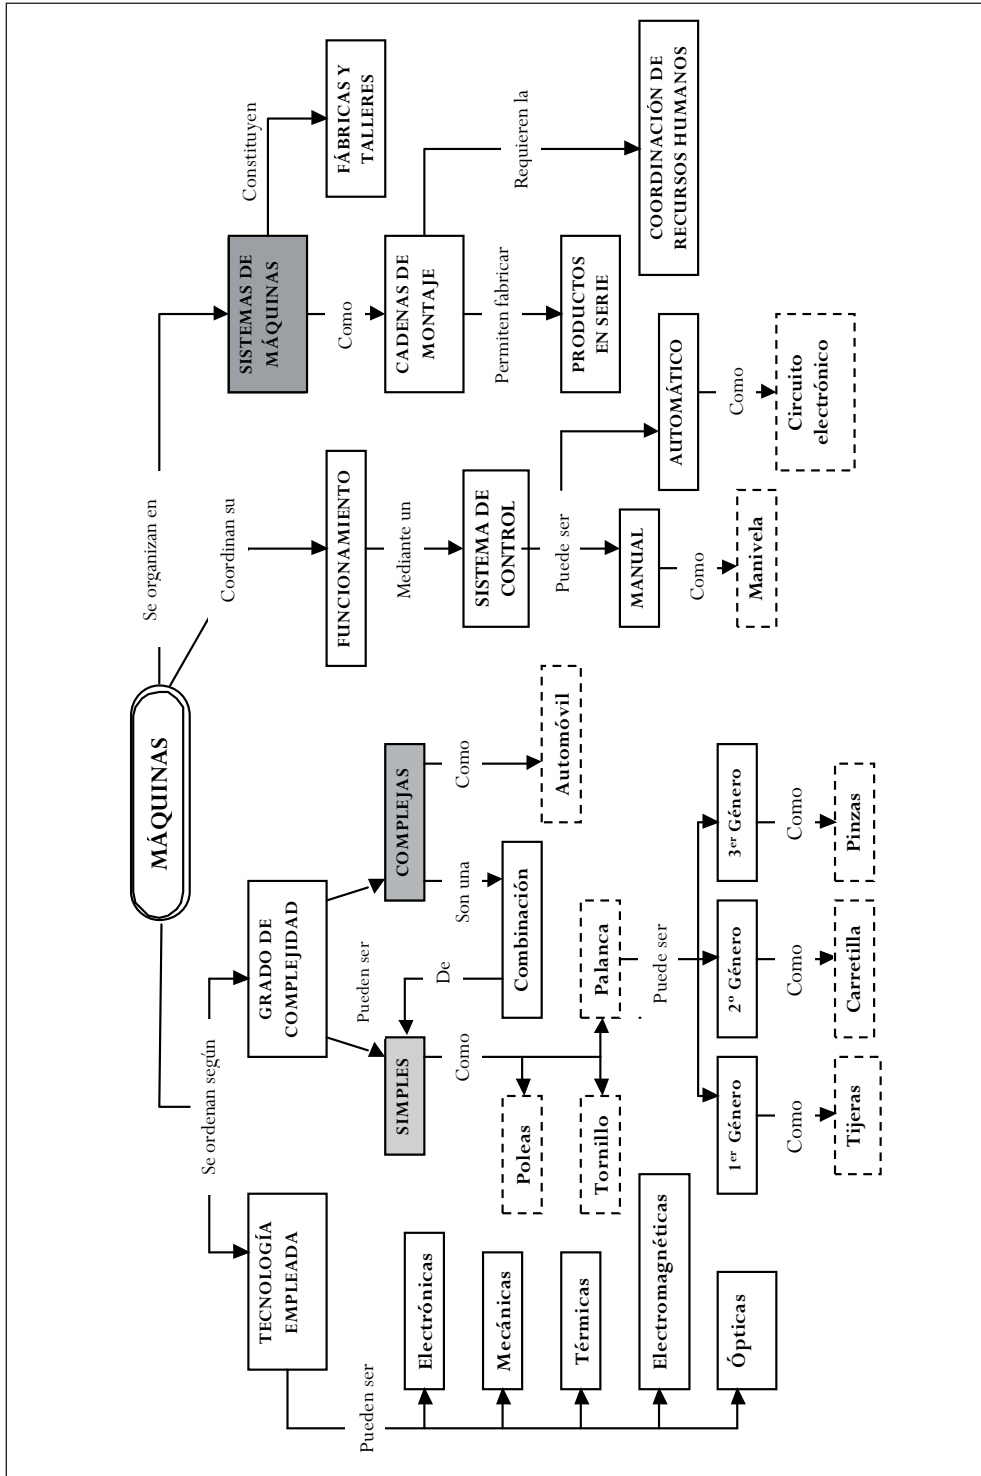 MÁQUINAS
Se ordenan según
TECNOLOGÍA
EMPLEADA
Pueden ser
Electrónicas
Mecánicas
Térmicas
Electromagnéticas
Ópticas
GRADO DE
COMPLEJIDAD
Pueden ser
SIMPLES
Como
Poleas
Tornillo
Palanca
Puede ser
1er Género
Como
Tijeras
2º Género
Como
Carretilla
3er Género
Como
Pinzas
COMPLEJAS
Son una
Combinación
De
Como
Automóvil
Coordinan su
FUNCIONAMIENTO
Mediante un
SISTEMA DE
CONTROL
Puede ser
MANUAL
Como
Manivela
AUTOMÁTICO
Como
Circuito
electrónico
Se organizan en
SISTEMAS DE
MÁQUINAS
Como
CADENAS DE
MONTAJE
Permiten fabricar
PRODUCTOS
EN SERIE
Requieren la
COORDINACIÓN DE
RECURSOS HUMANOS
Constituyen
FÁBRICAS Y
TALLERES